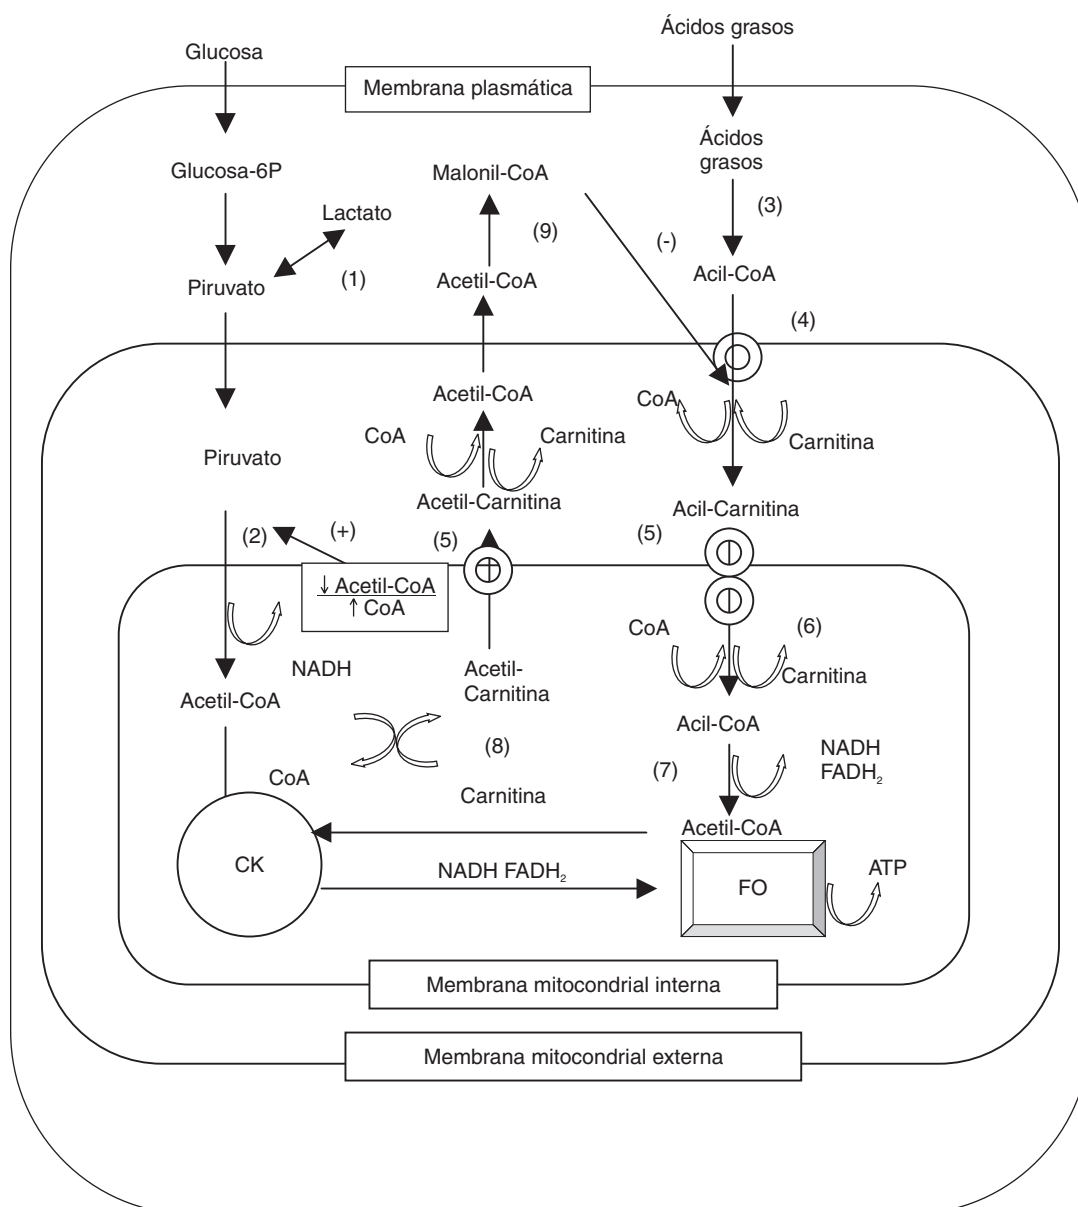 Ácidos grasos
Glucosa
Membrana plasmática
Ácidos
grasos
Glucosa-6P
Malonil-CoA
Lactato
(3)
(9)
(-)
(1)
Piruvato
Acetil-CoA
Acil-CoA
(4)
Acetil-CoA
CoA
CoA
Carnitina
Carnitina
Piruvato
Acetil-Carnitina
Acil-Carnitina
(2)
(+)
(5)
(5)
↓ Acetil-CoA
↑ CoA
CoA
(6)
NADH
Acetil-
Carnitina
Carnitina
Acetil-CoA
Acil-CoA
(8)
NADH
FADH₂
(7)
CoA
Carnitina
Acetil-CoA
CK
NADH FADH₂
FO
ATP
Membrana mitocondrial interna
Membrana mitocondrial externa